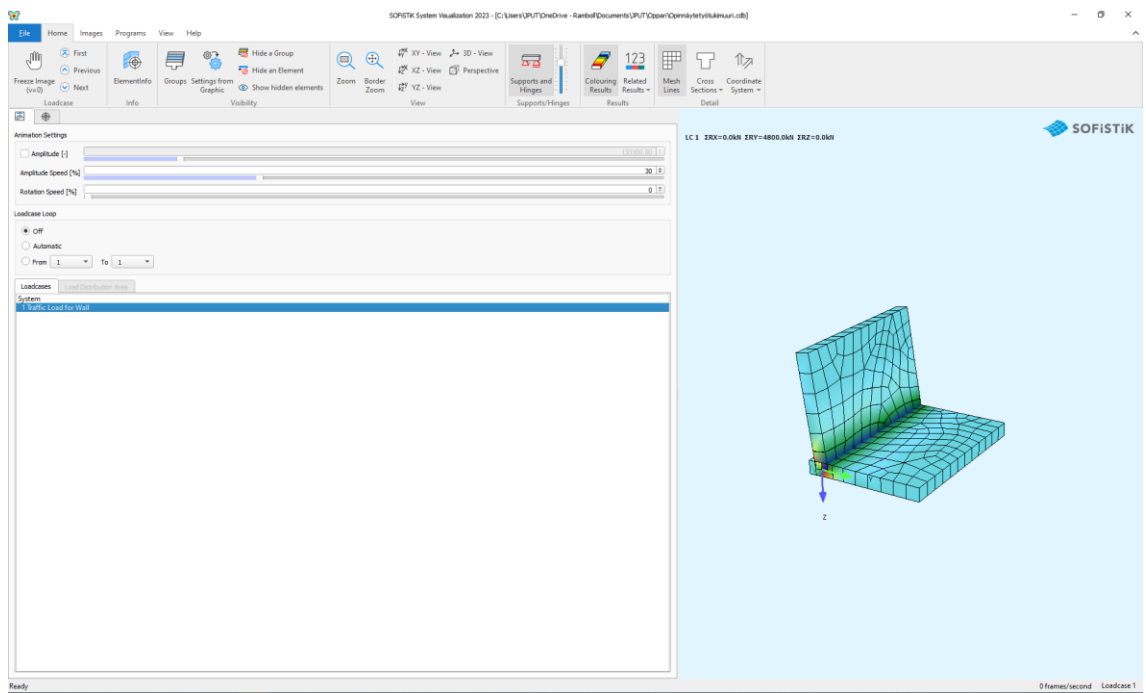 SOFiSTiK System Visualization 2023 - [C:\Users\JPUT\OneDrive - Ramboll\Documents\JPUT\Oppari\Opinnäytetyötukimuuri.cdb]
File Home Images Programs View Help
Freeze Image (v=0)
First
Previous
Next
Loadcase
ElementInfo
Info
Groups
Settings from Graphic
Hide a Group
Hide an Element
Show hidden elements
Visibility
Zoom
Border Zoom
XY - View
XZ - View
YZ - View
3D - View
Perspective
View
Supports and Hinges
Supports/Hinges
Colouring Results
123
Related Results
Results
Mesh Lines
Cross Sections
Coordinate System
Detail
Animation Settings
Amplitude [-]
Amplitude Speed [%] 30
Rotation Speed [%] 0
Loadcase Loop
Off
Automatic
From 1 To 1
Loadcases Load Distribution Area
System
1 Traffic Load for Wall
LC 1 ΣRX=0.0kN ΣRY=4800.0kN ΣRZ=0.0kN
SOFiSTiK
Y
Z
Ready 0 frames/second Loadcase 1